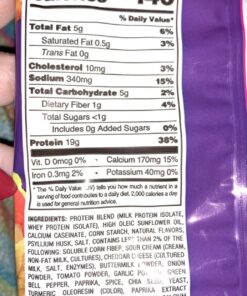 140
% Daily Value*
Total Fat 5g 6%
Saturated Fat 0.5g 3%
Trans Fat 0g
Cholesterol 10mg 3%
Sodium 340mg 15%
Total Carbohydrate 5g 2%
Dietary Fiber 1g 4%
Total Sugars <1g
Includes 0g Added Sugars 0%
Protein 19g 38%
Vit. D 0mcg 0% • Calcium 170mg 15%
Iron 0.3mg 2% • Potassium 40mg 0%
* The % Daily Value (DV) tells you how much a nutrient in a
serving of food contributes to a daily diet. 2,000 calories a day
is used for general nutrition advice.
INGREDIENTS: PROTEIN BLEND (MILK PROTEIN ISOLATE,
WHEY PROTEIN ISOLATE), HIGH OLEIC SUNFLOWER OIL,
CALCIUM CASEINATE, CORN STARCH, NATURAL FLAVORS,
PSYLLIUM HUSK, SALT. CONTAINS LESS THAN 2% OF THE
FOLLOWING: SOLUBLE CORN FIBER, SOUR CREAM (CREAM,
NON-FAT MILK, CULTURES), CHEDDAR CHEESE (CULTURED
MILK, SALT, ENZYMES), BUTTERMILK POWDER, ONION
POWDER, TOMATO POWDER, GARLIC POWDER, GREEN
BELL PEPPER, PAPRIKA, SPICE, CHIA SEED, YEAST
TURMERIC OLEORESIN (COLOR), PAPRIKA EXTRACT